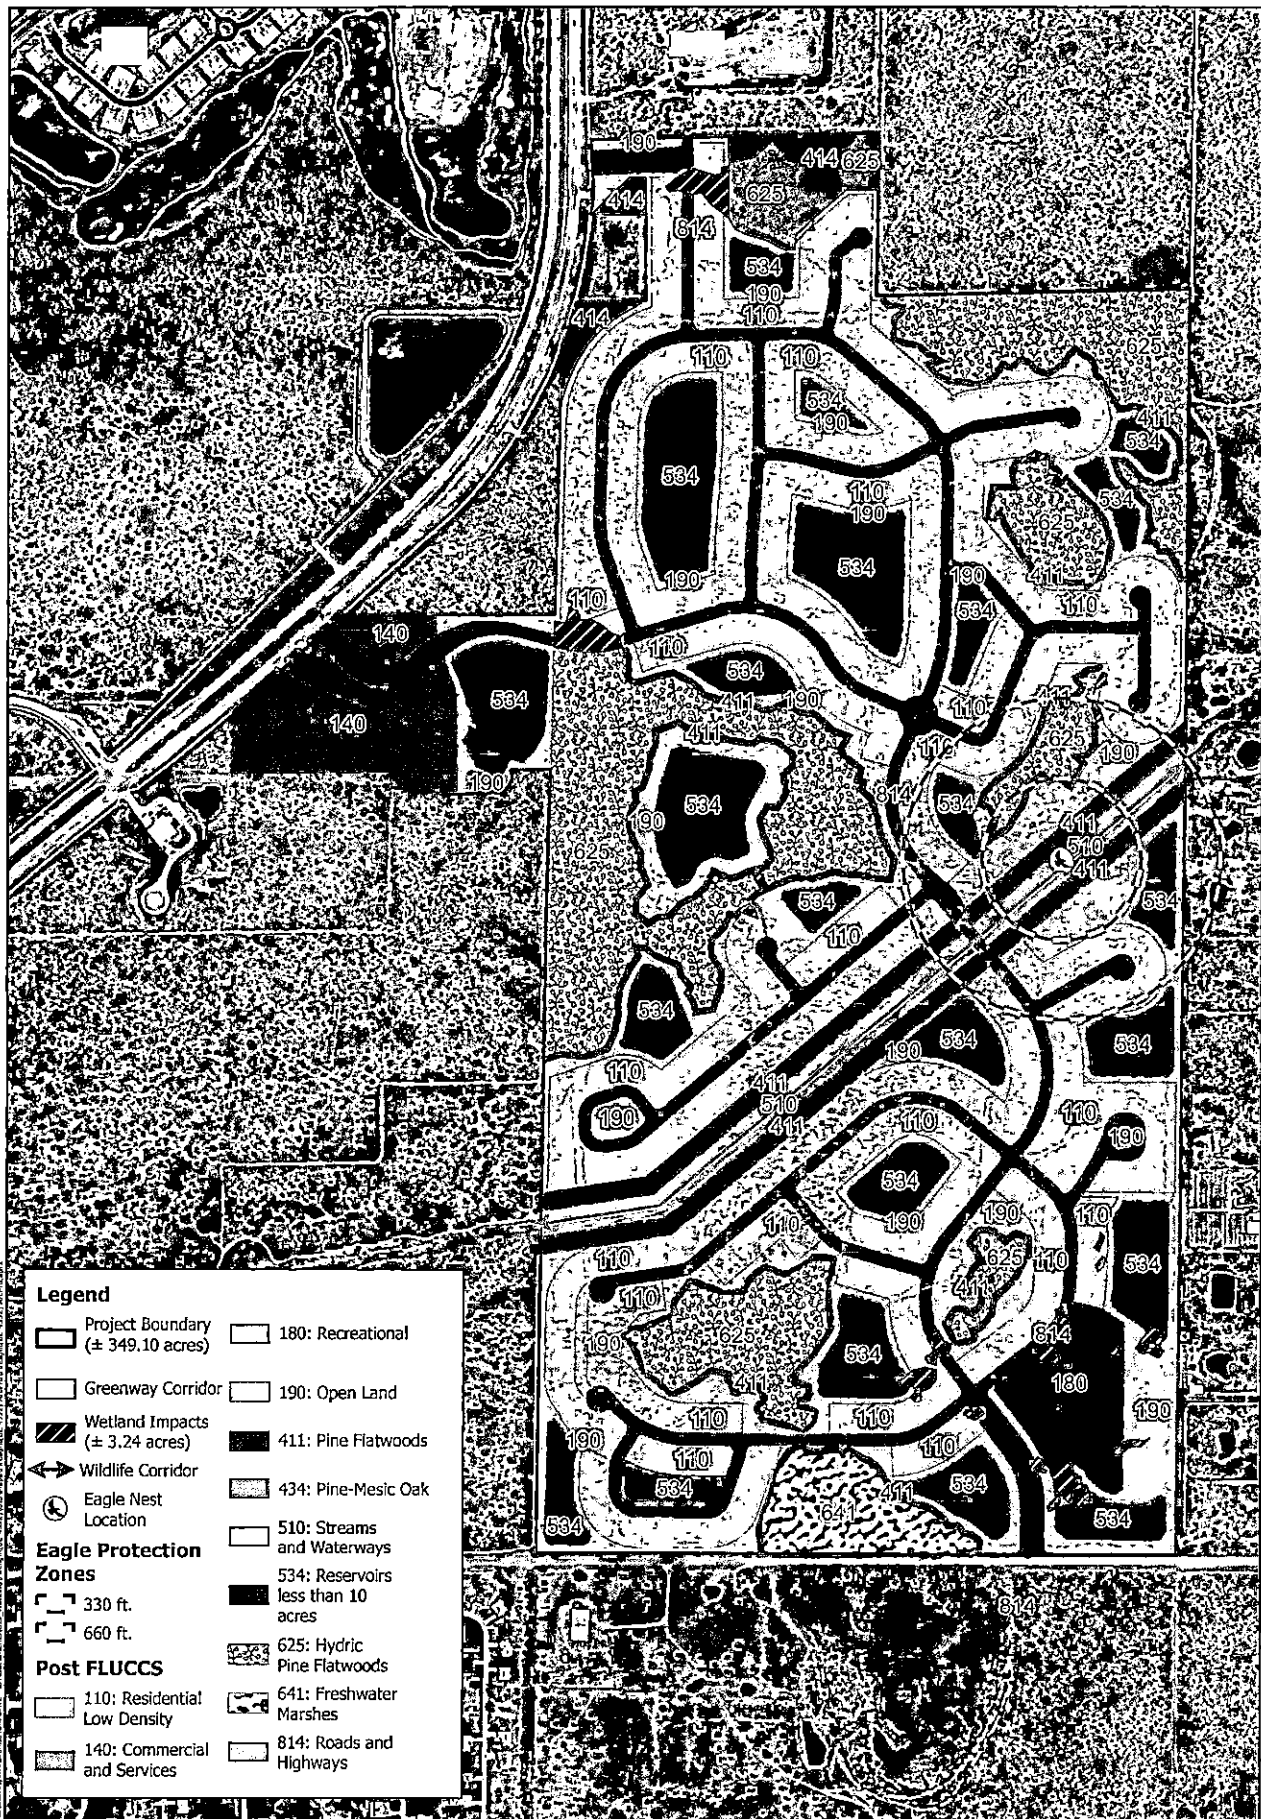 190
414
625
414
625
814
534
190
110
414
625
110
110
534
190
411
534
534
534
110
190
625
534
190
534
190
411
110
110
534
140
110
534
411
190
411
110
534
140
411
625
190
110
190
534
534
814
411
510
411
190
625
534
534
110
534
534
190
534
110
411
510
411
190
110
110
190
534
190
190
110
110
625
110
534
411
110
110
625
190
534
814
180
411
190
110
110
190
110
110
534
534
411
641
534
534
814
Legend
Project Boundary
(± 349.10 acres)
Greenway Corridor
Wetland Impacts
(± 3.24 acres)
Wildlife Corridor
Eagle Nest
Location
Eagle Protection
Zones
330 ft.
660 ft.
Post FLUCCS
110: Residential
Low Density
140: Commercial
and Services
180: Recreational
190: Open Land
411: Pine Flatwoods
434: Pine-Mesic Oak
510: Streams
and Waterways
534: Reservoirs
less than 10
acres
625: Hydric
Pine Flatwoods
641: Freshwater
Marshes
814: Roads and
Highways